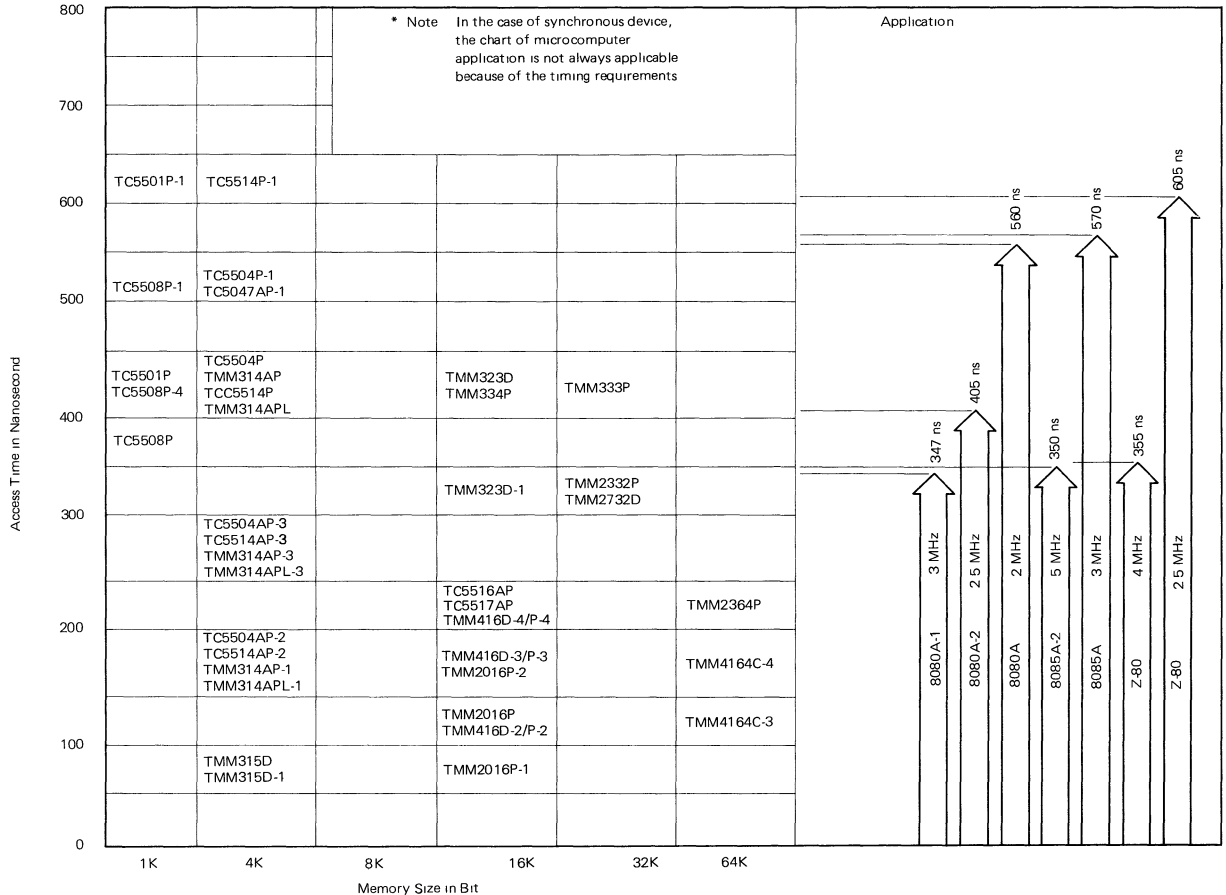 800
* Note In the case of synchronous device,
the chart of microcomputer
application is not always applicable
because of the timing requirements
Application
700
TC5501P-1
TC5514P-1
600
TC5508P-1
TC5504P-1
TC5047AP-1
500
TC5501P
TC5508P-4
TC5504P
TMM314AP
TCC5514P
TMM314APL
TMM323D
TMM334P
TMM333P
400
TC5508P
TMM323D-1
TMM2332P
TMM2732D
300
TC5504AP-3
TC5514AP-3
TMM314AP-3
TMM314APL-3
TC5516AP
TC5517AP
TMM416D-4/P-4
TMM2364P
200
TC5504AP-2
TC5514AP-2
TMM314AP-1
TMM314APL-1
TMM416D-3/P-3
TMM2016P-2
TMM4164C-4
TMM2016P
TMM416D-2/P-2
TMM4164C-3
100
TMM315D
TMM315D-1
TMM2016P-1
0
1K
4K
8K
16K
32K
64K
Memory Size in Bit
Access Time in Nanosecond
347 ns
3 MHz
8080A-1
405 ns
2 5 MHz
8080A-2
560 ns
2 MHz
8080A
350 ns
5 MHz
8085A-2
570 ns
3 MHz
8085A
355 ns
4 MHz
Z-80
605 ns
2 5 MHz
Z-80